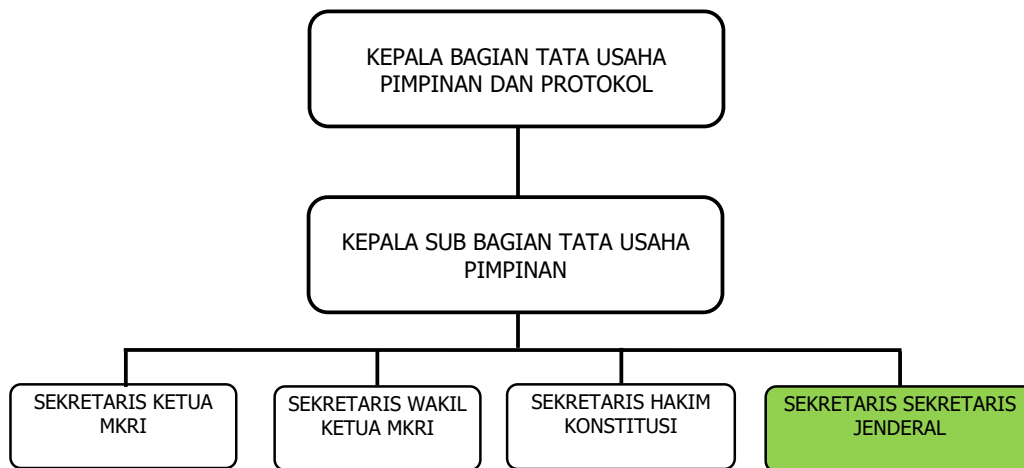 KEPALA BAGIAN TATA USAHA
PIMPINAN DAN PROTOKOL
KEPALA SUB BAGIAN TATA USAHA
PIMPINAN
SEKRETARIS KETUA
MKRI
SEKRETARIS WAKIL
KETUA MKRI
SEKRETARIS HAKIM
KONSTITUSI
SEKRETARIS SEKRETARIS
JENDERAL